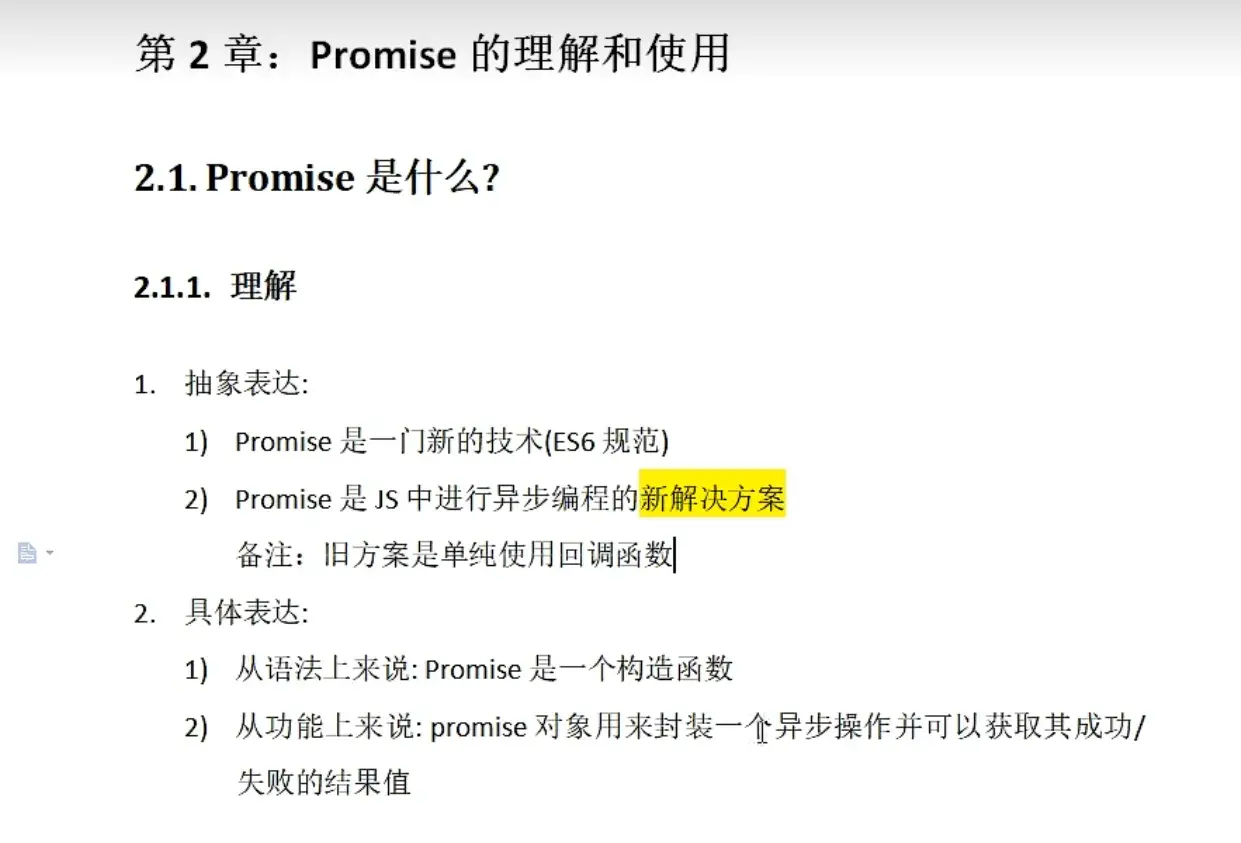 第 2 章：Promise 的理解和使用
2.1. Promise 是什么?
2.1.1. 理解
1. 抽象表达:
1) Promise 是一门新的技术(ES6 规范)
2) Promise 是 JS 中进行异步编程的新解决方案
备注：旧方案是单纯使用回调函数
2. 具体表达:
1) 从语法上来说: Promise 是一个构造函数
2) 从功能上来说: promise 对象用来封装一个异步操作并可以获取其成功/
失败的结果值